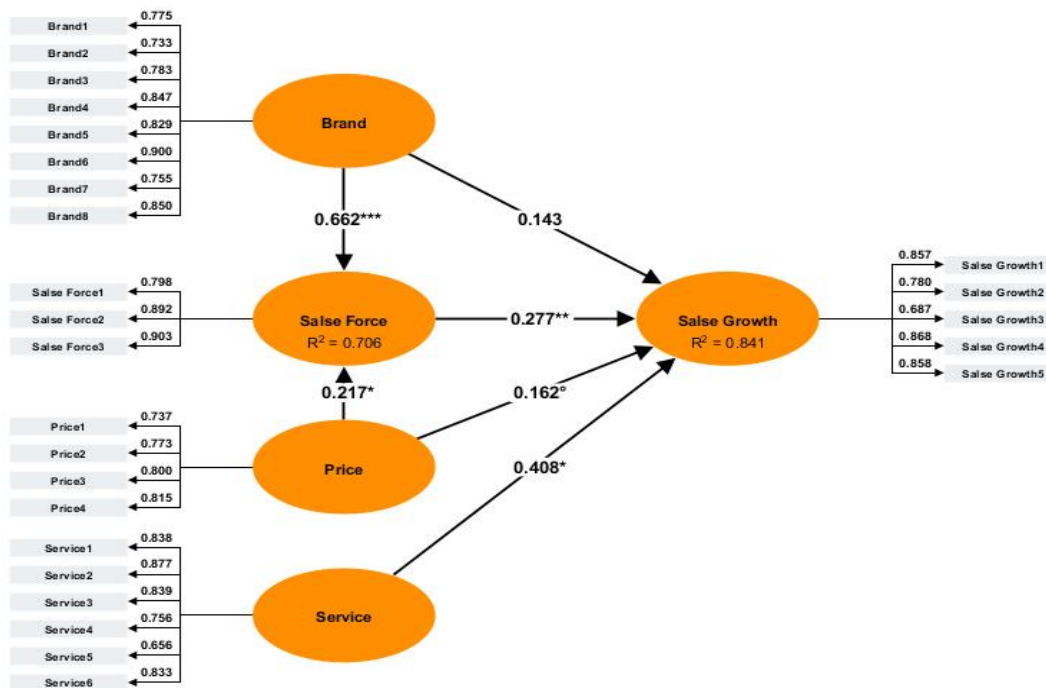 Brand1
0.775
Brand2
0.733
Brand3
0.783
Brand4
0.847
Brand5
0.829
Brand6
0.900
Brand7
0.755
Brand8
0.850
Brand
0.662***
0.143
Salse Force1
0.798
Salse Force2
0.892
Salse Force3
0.903
Salse Force
R² = 0.706
0.277**
Salse Growth
R² = 0.841
0.857
Salse Growth1
0.780
Salse Growth2
0.687
Salse Growth3
0.868
Salse Growth4
0.858
Salse Growth5
0.217*
0.162°
Price1
0.737
Price2
0.773
Price3
0.800
Price4
0.815
Price
0.408*
Service1
0.838
Service2
0.877
Service3
0.839
Service4
0.756
Service5
0.656
Service6
0.833
Service